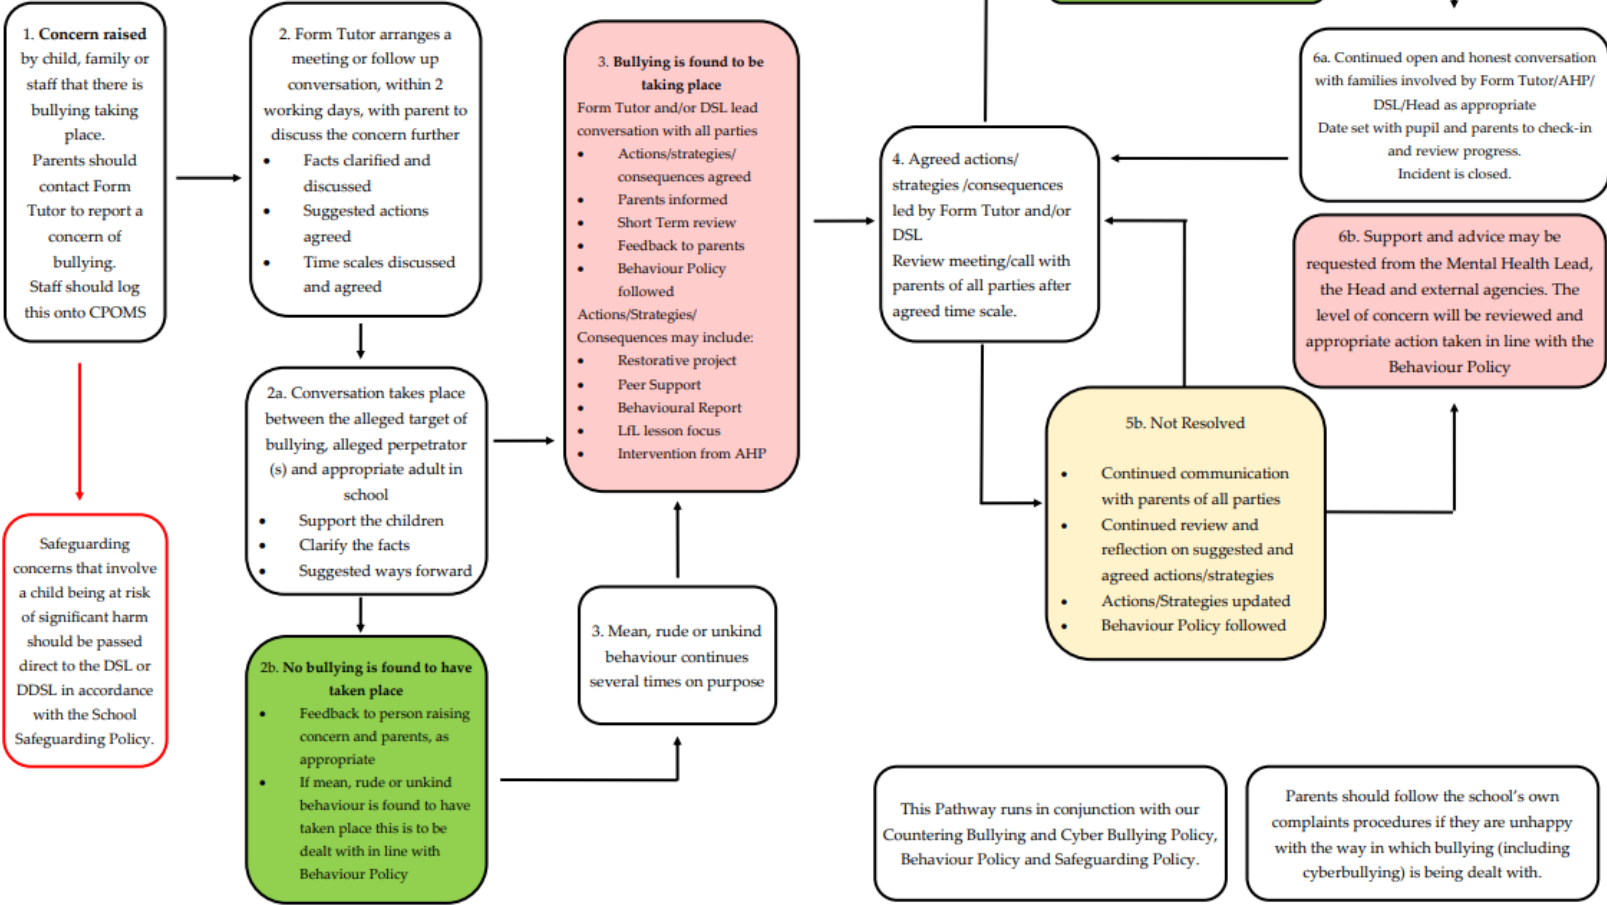 1. Concern raised
by child, family or
staff that there is
bullying taking
place.
Parents should
contact Form
Tutor to report a
concern of
bullying.
Staff should log
this onto CPOMS
Safeguarding
concerns that involve
a child being at risk
of significant harm
should be passed
direct to the DSL or
DDSL in accordance
with the School
Safeguarding Policy.
2. Form Tutor arranges a
meeting or follow up
conversation, within 2
working days, with parent to
discuss the concern further
• Facts clarified and
discussed
• Suggested actions
agreed
• Time scales discussed
and agreed
2a. Conversation takes place
between the alleged target of
bullying, alleged perpetrator
(s) and appropriate adult in
school
• Support the children
• Clarify the facts
• Suggested ways forward
2b. No bullying is found to have
taken place
• Feedback to person raising
concern and parents, as
appropriate
• If mean, rude or unkind
behaviour is found to have
taken place this is to be
dealt with in line with
Behaviour Policy
3. Bullying is found to be
taking place
Form Tutor and/or DSL lead
conversation with all parties
• Actions/strategies/
consequences agreed
• Parents informed
• Short Term review
• Feedback to parents
• Behaviour Policy
followed
Actions/Strategies/
Consequences may include:
• Restorative project
• Peer Support
• Behavioural Report
• LfL lesson focus
• Intervention from AHP
3. Mean, rude or unkind
behaviour continues
several times on purpose
4. Agreed actions/
strategies /consequences
led by Form Tutor and/or
DSL
Review meeting/call with
parents of all parties after
agreed time scale.
5b. Not Resolved
• Continued communication
with parents of all parties
• Continued review and
reflection on suggested and
agreed actions/strategies
• Actions/Strategies updated
• Behaviour Policy followed
6a. Continued open and honest conversation
with families involved by Form Tutor/AHP/
DSL/Head as appropriate
Date set with pupil and parents to check-in
and review progress.
Incident is closed.
6b. Support and advice may be
requested from the Mental Health Lead,
the Head and external agencies. The
level of concern will be reviewed and
appropriate action taken in line with the
Behaviour Policy
This Pathway runs in conjunction with our
Countering Bullying and Cyber Bullying Policy,
Behaviour Policy and Safeguarding Policy.
Parents should follow the school's own
complaints procedures if they are unhappy
with the way in which bullying (including
cyberbullying) is being dealt with.